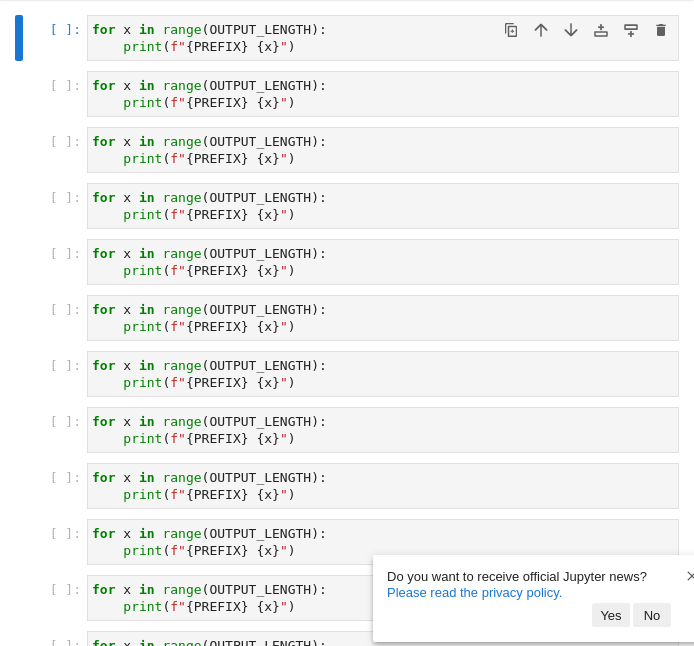 [ ]: for x in range(OUTPUT_LENGTH):
    print(f"{PREFIX} {x}")
[ ]: for x in range(OUTPUT_LENGTH):
    print(f"{PREFIX} {x}")
[ ]: for x in range(OUTPUT_LENGTH):
    print(f"{PREFIX} {x}")
[ ]: for x in range(OUTPUT_LENGTH):
    print(f"{PREFIX} {x}")
[ ]: for x in range(OUTPUT_LENGTH):
    print(f"{PREFIX} {x}")
[ ]: for x in range(OUTPUT_LENGTH):
    print(f"{PREFIX} {x}")
[ ]: for x in range(OUTPUT_LENGTH):
    print(f"{PREFIX} {x}")
[ ]: for x in range(OUTPUT_LENGTH):
    print(f"{PREFIX} {x}")
[ ]: for x in range(OUTPUT_LENGTH):
    print(f"{PREFIX} {x}")
[ ]: for x in range(OUTPUT_LENGTH):
    print(f"{PREFIX} {x}")
[ ]: for x in range(OUTPUT_LENGTH):
    print(f"{PREFIX} {x}")
[ ]: for x in range(OUTPUT_LENGTH):
Do you want to receive official Jupyter news?
Please read the privacy policy.
Yes No